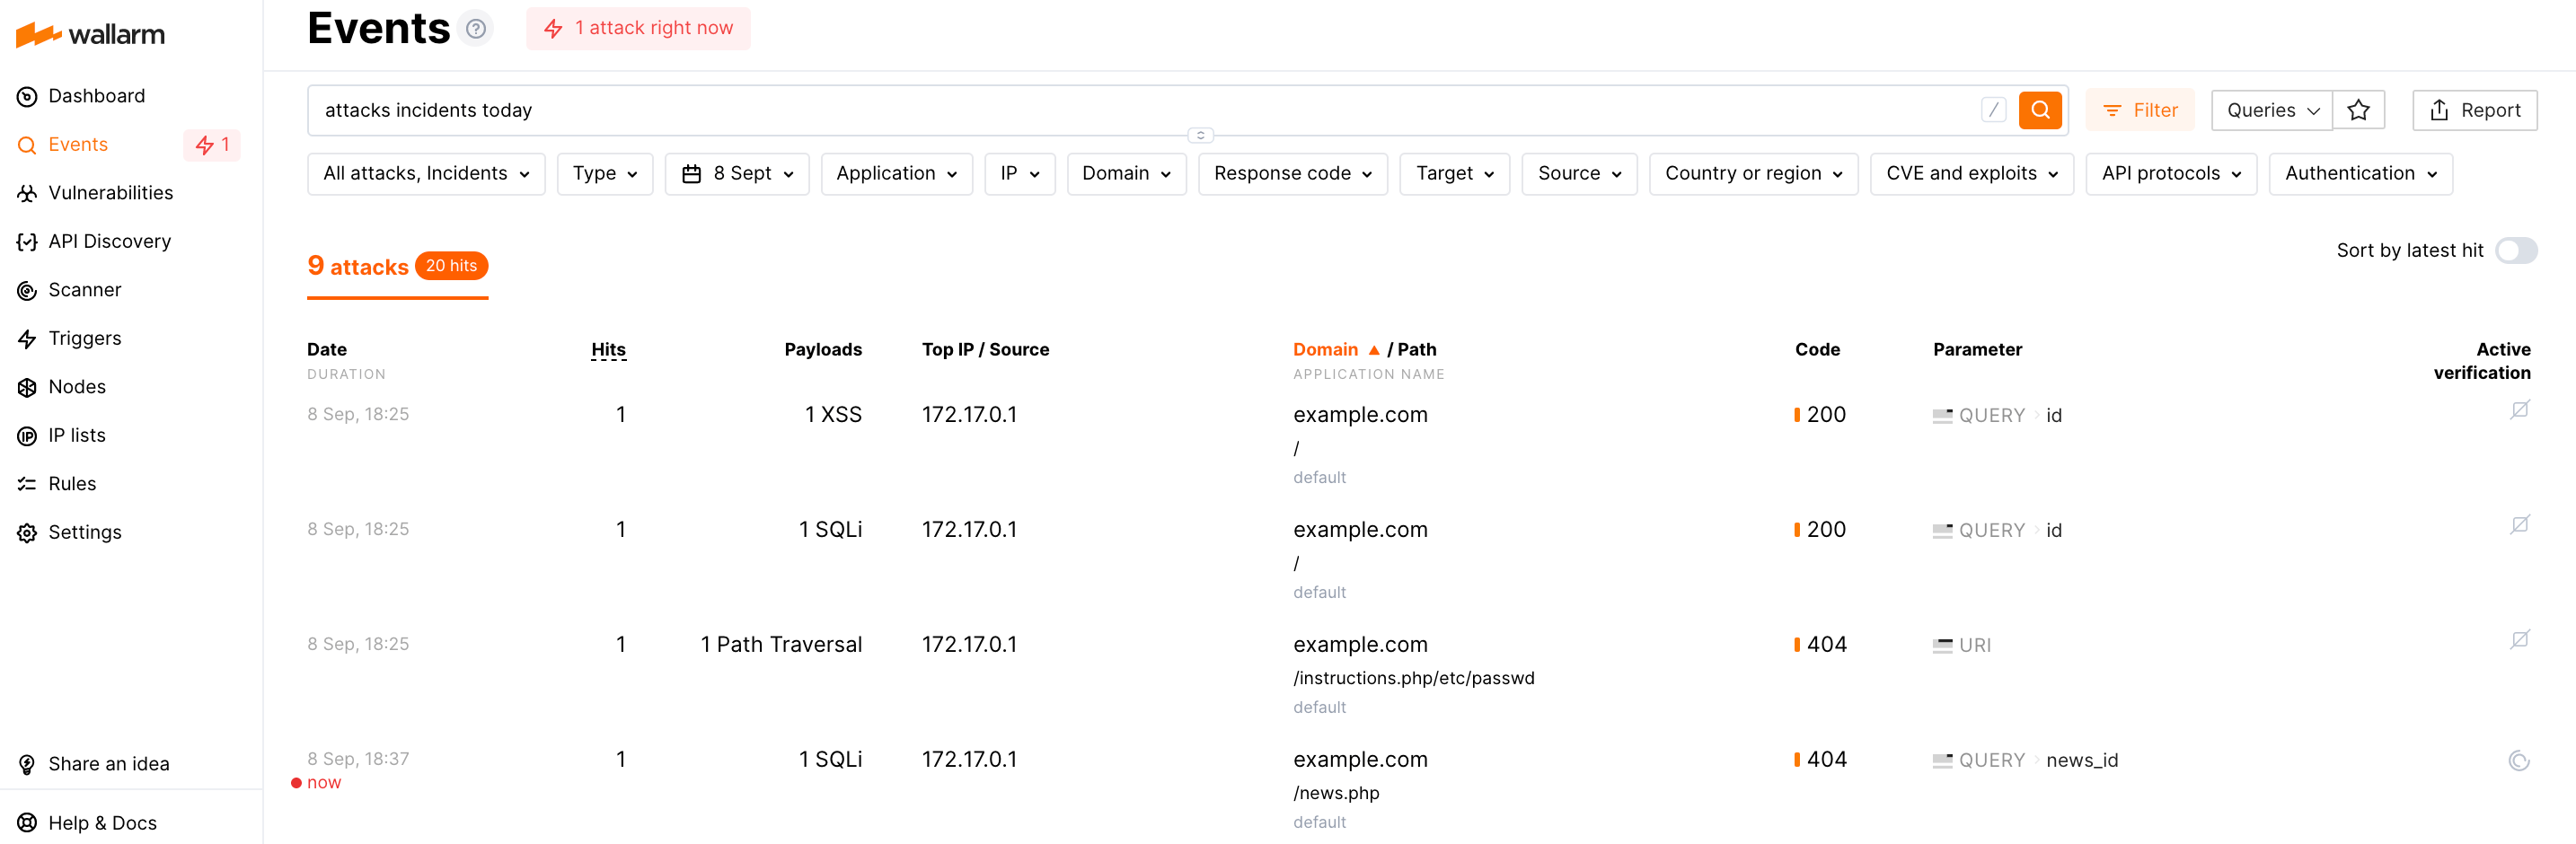 wallarm
Dashboard
Events 1
Vulnerabilities
API Discovery
Scanner
Triggers
Nodes
IP lists
Rules
Settings
Share an idea
Help & Docs
Events ? 1 attack right now
attacks incidents today / Filter Queries Report
All attacks, Incidents Type 8 Sept Application IP Domain Response code Target Source Country or region CVE and exploits API protocols Authentication
9 attacks 20 hits Sort by latest hit
Date Hits Payloads Top IP / Source Domain ▲ / Path Code Parameter Active
DURATION APPLICATION NAME verification
8 Sep, 18:25 1 1 XSS 172.17.0.1 example.com 200 QUERY › id
/
default
8 Sep, 18:25 1 1 SQLi 172.17.0.1 example.com 200 QUERY › id
/
default
8 Sep, 18:25 1 1 Path Traversal 172.17.0.1 example.com 404 URI
/instructions.php/etc/passwd
default
8 Sep, 18:37 1 1 SQLi 172.17.0.1 example.com 404 QUERY › news_id
now
/news.php
default